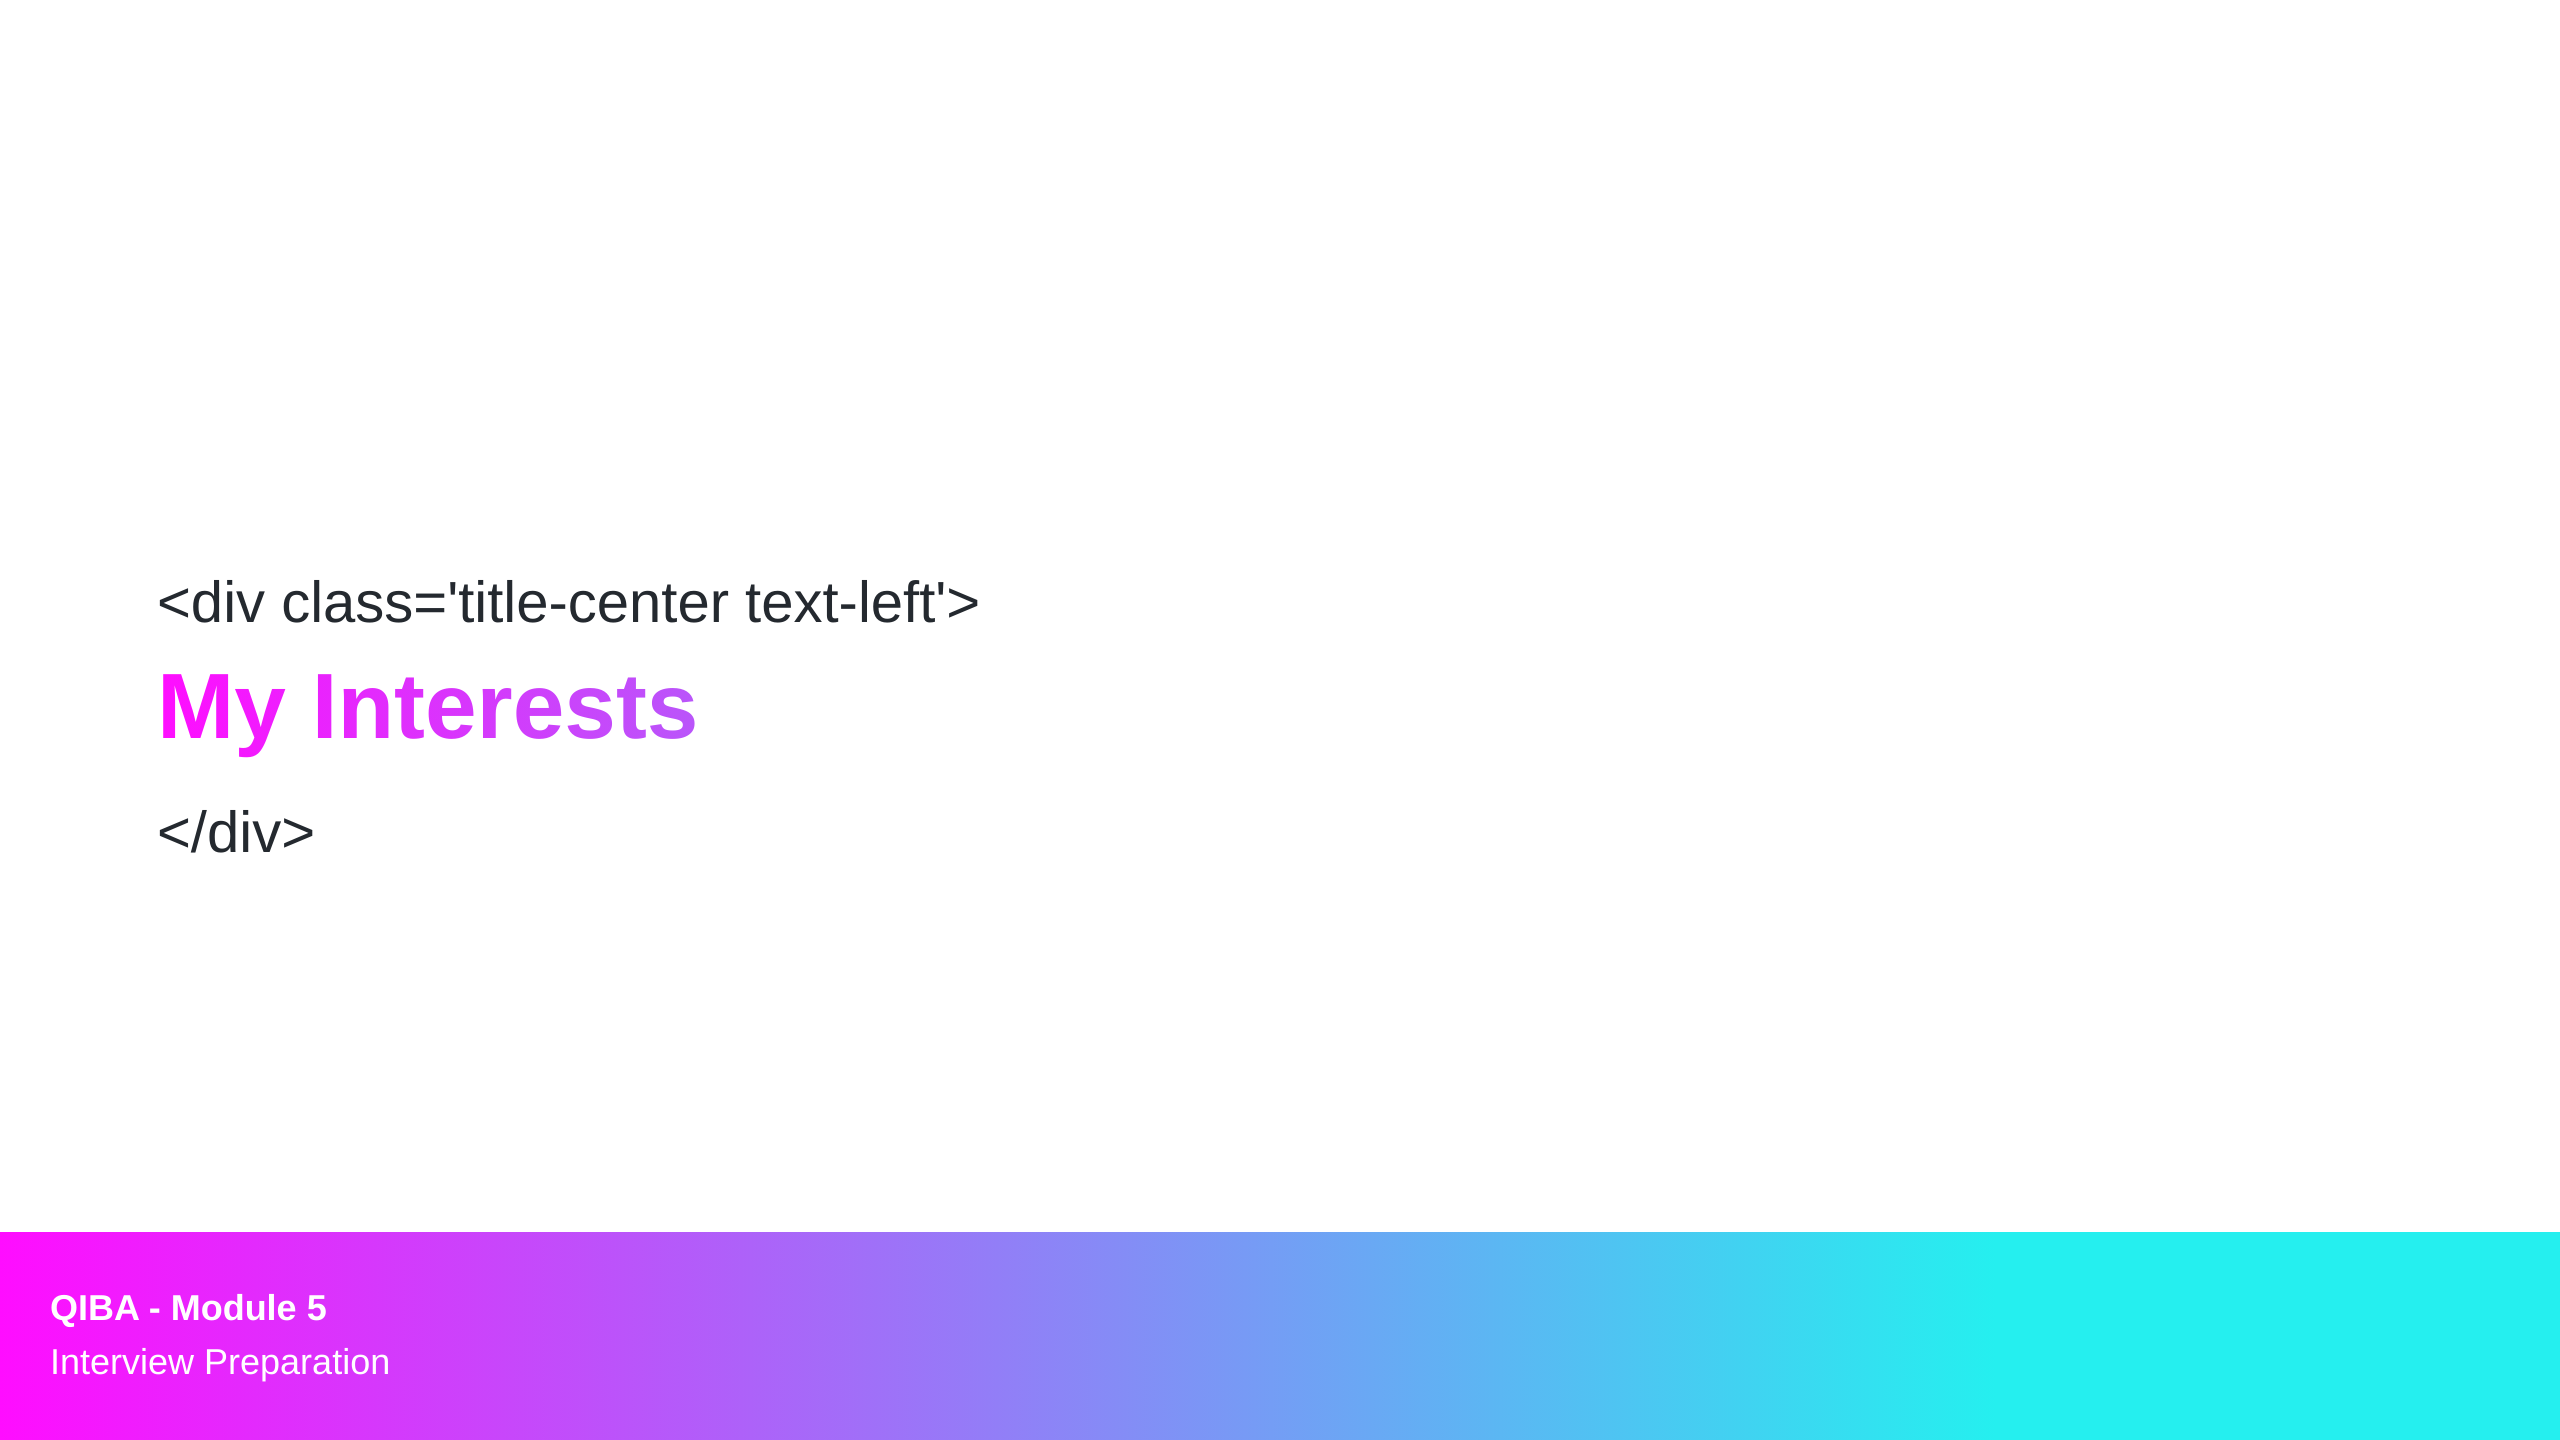 <div class='title-center text-left'>
My Interests
</div>
QIBA - Module 5
Interview Preparation